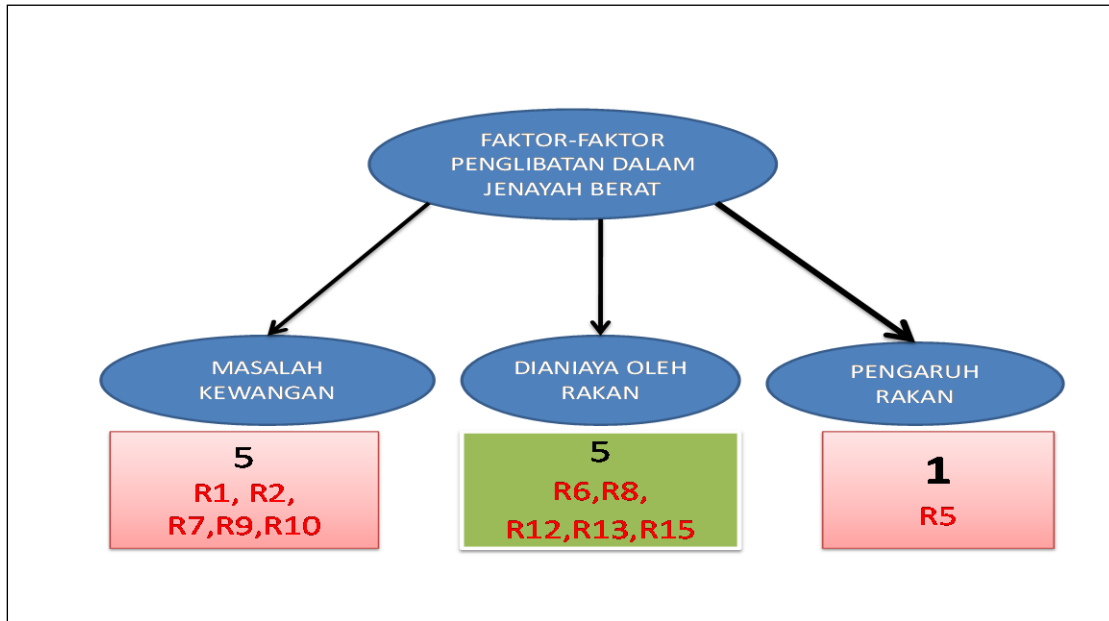 FAKTOR-FAKTOR
PENGLIBATAN DALAM
JENAYAH BERAT
MASALAH
KEWANGAN
DIANIAYA OLEH
RAKAN
PENGARUH
RAKAN
5
R1, R2,
R7,R9,R10
5
R6,R8,
R12,R13,R15
1
R5